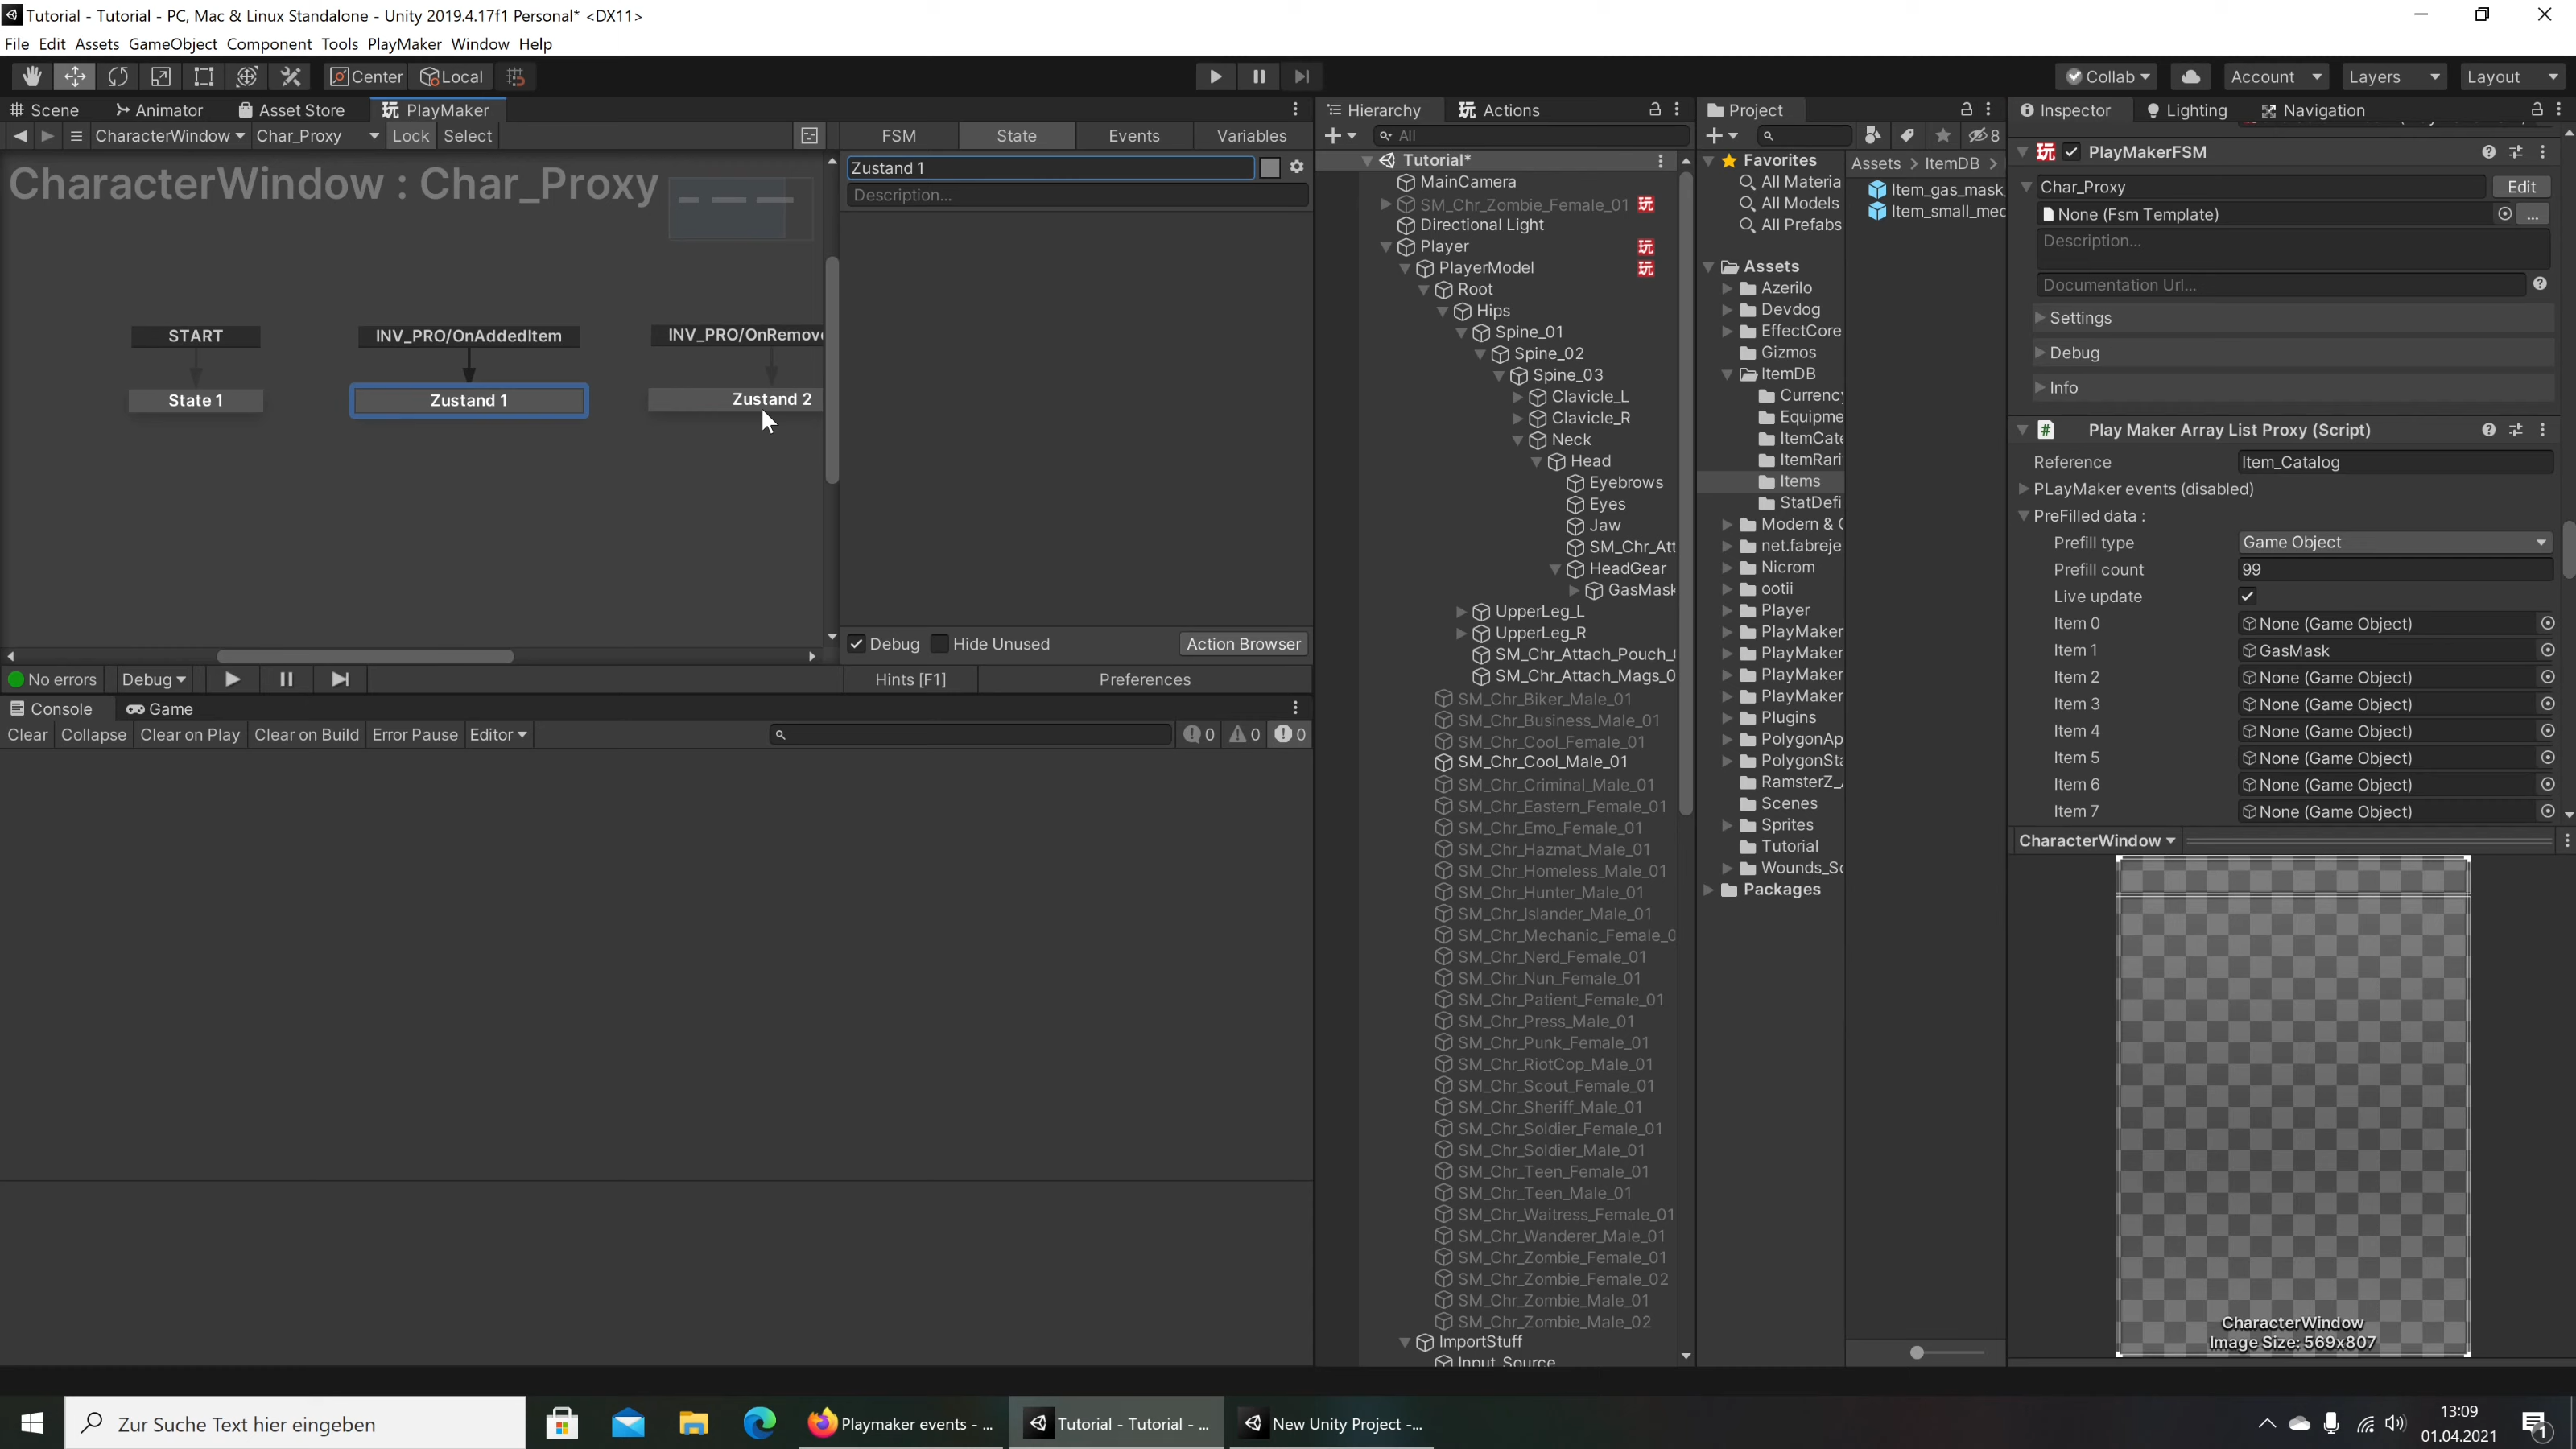 Tutorial - Tutorial - PC, Mac & Linux Standalone - Unity 2019.4.17f1 Personal* <DX11>
File Edit Assets GameObject Component Tools PlayMaker Window Help
Center Local
Collab Account Layers Layout
Scene Animator Asset Store PlayMaker
CharacterWindow Char_Proxy Lock Select
CharacterWindow : Char_Proxy
START
State 1
INV_PRO/OnAddedItem
Zustand 1
INV_PRO/OnRemov
Zustand 2
FSM State Events Variables
Zustand 1
Description...
Debug Hide Unused Action Browser
No errors Debug
Hints [F1] Preferences
Console Game
Clear Collapse Clear on Play Clear on Build Error Pause Editor
0 0 0
Hierarchy 玩 Actions
All
Tutorial*
MainCamera
SM_Chr_Zombie_Female_01 玩
Directional Light
Player 玩
PlayerModel 玩
Root
Hips
Spine_01
Spine_02
Spine_03
Clavicle_L
Clavicle_R
Neck
Head
Eyebrows
Eyes
Jaw
SM_Chr_Att
HeadGear
GasMask
UpperLeg_L
UpperLeg_R
SM_Chr_Attach_Pouch_
SM_Chr_Attach_Mags_0
SM_Chr_Biker_Male_01
SM_Chr_Business_Male_01
SM_Chr_Cool_Female_01
SM_Chr_Cool_Male_01
SM_Chr_Criminal_Male_01
SM_Chr_Eastern_Female_01
SM_Chr_Emo_Female_01
SM_Chr_Hazmat_Male_01
SM_Chr_Homeless_Male_01
SM_Chr_Hunter_Male_01
SM_Chr_Islander_Male_01
SM_Chr_Mechanic_Female_0
SM_Chr_Nerd_Female_01
SM_Chr_Nun_Female_01
SM_Chr_Patient_Female_01
SM_Chr_Press_Male_01
SM_Chr_Punk_Female_01
SM_Chr_RiotCop_Male_01
SM_Chr_Scout_Female_01
SM_Chr_Sheriff_Male_01
SM_Chr_Soldier_Female_01
SM_Chr_Soldier_Male_01
SM_Chr_Teen_Female_01
SM_Chr_Teen_Male_01
SM_Chr_Waitress_Female_01
SM_Chr_Wanderer_Male_01
SM_Chr_Zombie_Female_01
SM_Chr_Zombie_Female_02
SM_Chr_Zombie_Male_01
SM_Chr_Zombie_Male_02
ImportStuff
Input_Source
Project
8
Favorites
All Materia
All Models
All Prefabs
Assets
Azerilo
Devdog
EffectCore
Gizmos
ItemDB
Currency
Equipme
ItemCate
ItemRari
Items
StatDefi
Modern & C
net.fabreje
Nicrom
ootii
Player
PlayMaker
PlayMaker
PlayMaker
PlayMaker
Plugins
PolygonAp
PolygonSta
RamsterZ_
Scenes
Sprites
Tutorial
Wounds_Sc
Packages
Assets > ItemDB >
Item_gas_mask_
Item_small_med
Inspector Lighting Navigation
玩 PlayMakerFSM
Char_Proxy Edit
None (Fsm Template) ...
Description...
Documentation Url...
Settings
Debug
Info
# Play Maker Array List Proxy (Script)
Reference Item_Catalog
PLayMaker events (disabled)
PreFilled data :
Prefill type Game Object
Prefill count 99
Live update
Item 0 None (Game Object)
Item 1 GasMask
Item 2 None (Game Object)
Item 3 None (Game Object)
Item 4 None (Game Object)
Item 5 None (Game Object)
Item 6 None (Game Object)
Item 7 None (Game Object)
CharacterWindow
CharacterWindow
Image Size: 569x807
Zur Suche Text hier eingeben
Playmaker events - ...
Tutorial - Tutorial - ...
New Unity Project -...
13:09
01.04.2021
1